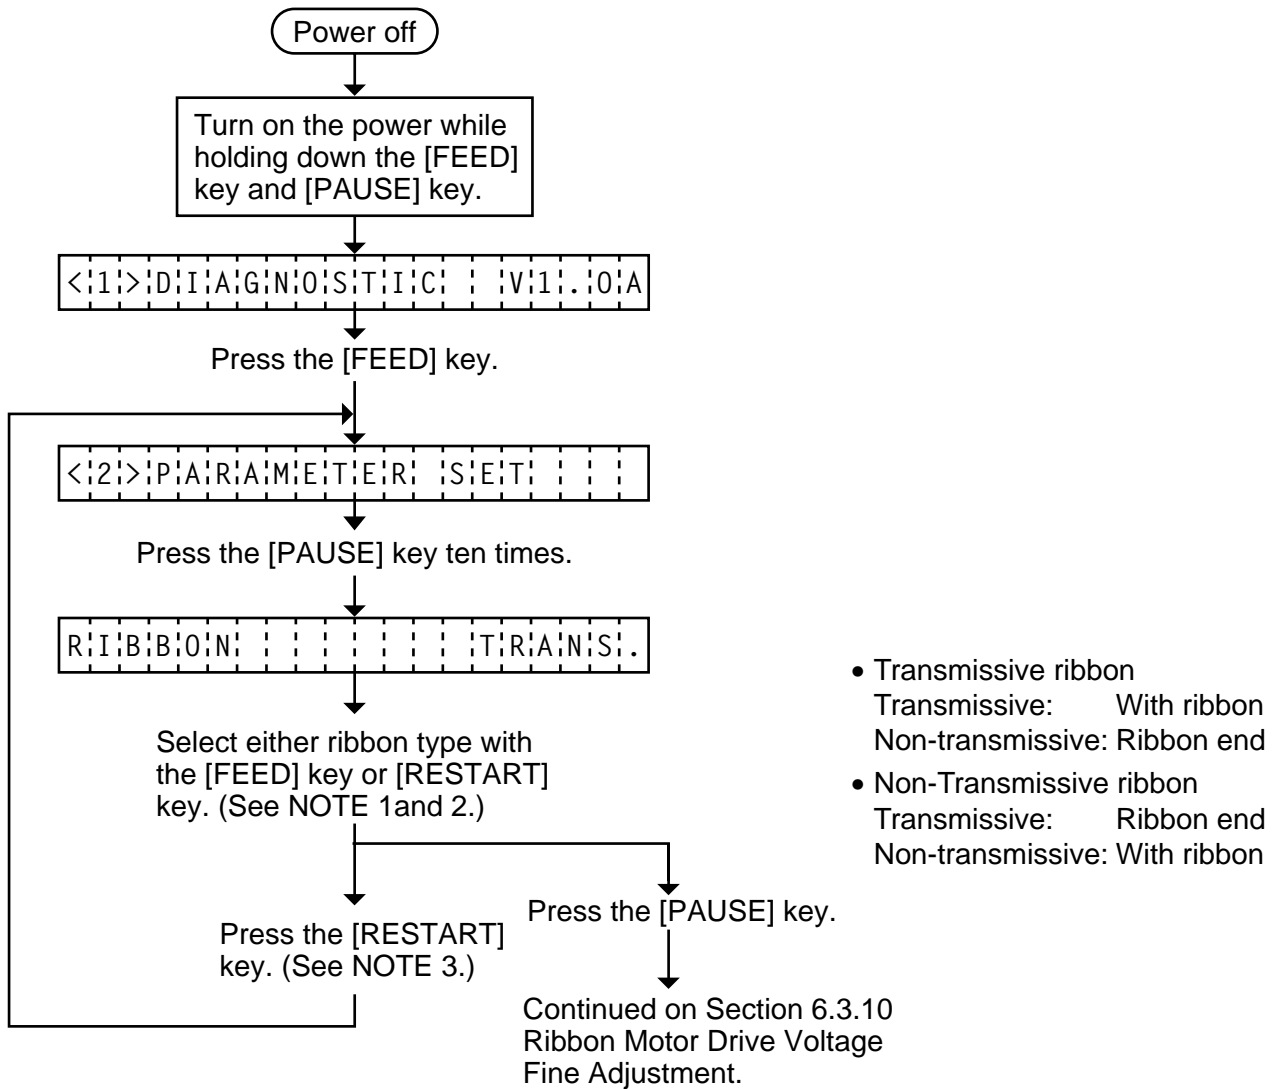 Power off
Turn on the power while
holding down the [FEED]
key and [PAUSE] key.
<1>DIAGNOSTIC  V1.0A
Press the [FEED] key.
<2>PARAMETER SET
Press the [PAUSE] key ten times.
RIBBON        TRANS.
Select either ribbon type with
the [FEED] key or [RESTART]
key. (See NOTE 1and 2.)
• Transmissive ribbon
Transmissive: With ribbon
Non-transmissive: Ribbon end
• Non-Transmissive ribbon
Transmissive: Ribbon end
Non-transmissive: With ribbon
Press the [RESTART]
key. (See NOTE 3.)
Press the [PAUSE] key.
Continued on Section 6.3.10
Ribbon Motor Drive Voltage
Fine Adjustment.